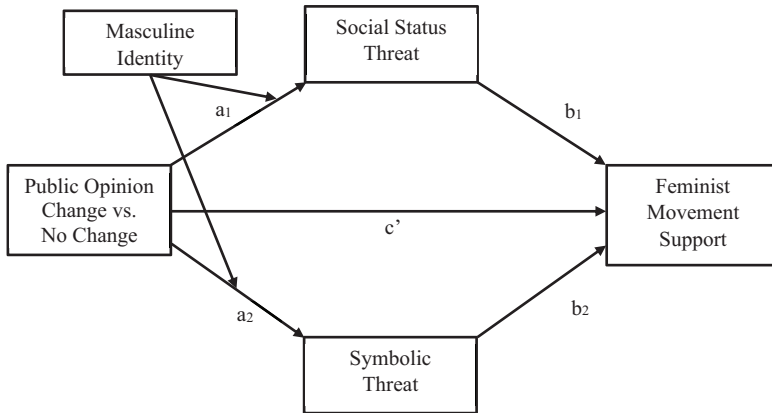 Masculine
Identity
Social Status
Threat
a1
b1
Public Opinion
Change vs.
No Change
Feminist
Movement
Support
c’
a2
b2
Symbolic
Threat